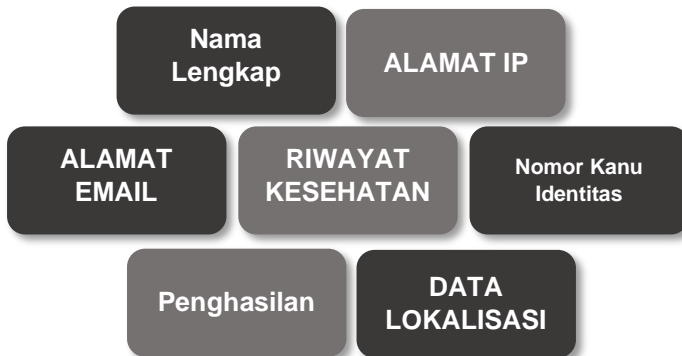 Nama
Lengkap
ALAMAT IP
ALAMAT
EMAIL
RIWAYAT
KESEHATAN
Nomor Kanu
Identitas
Penghasilan
DATA
LOKALISASI